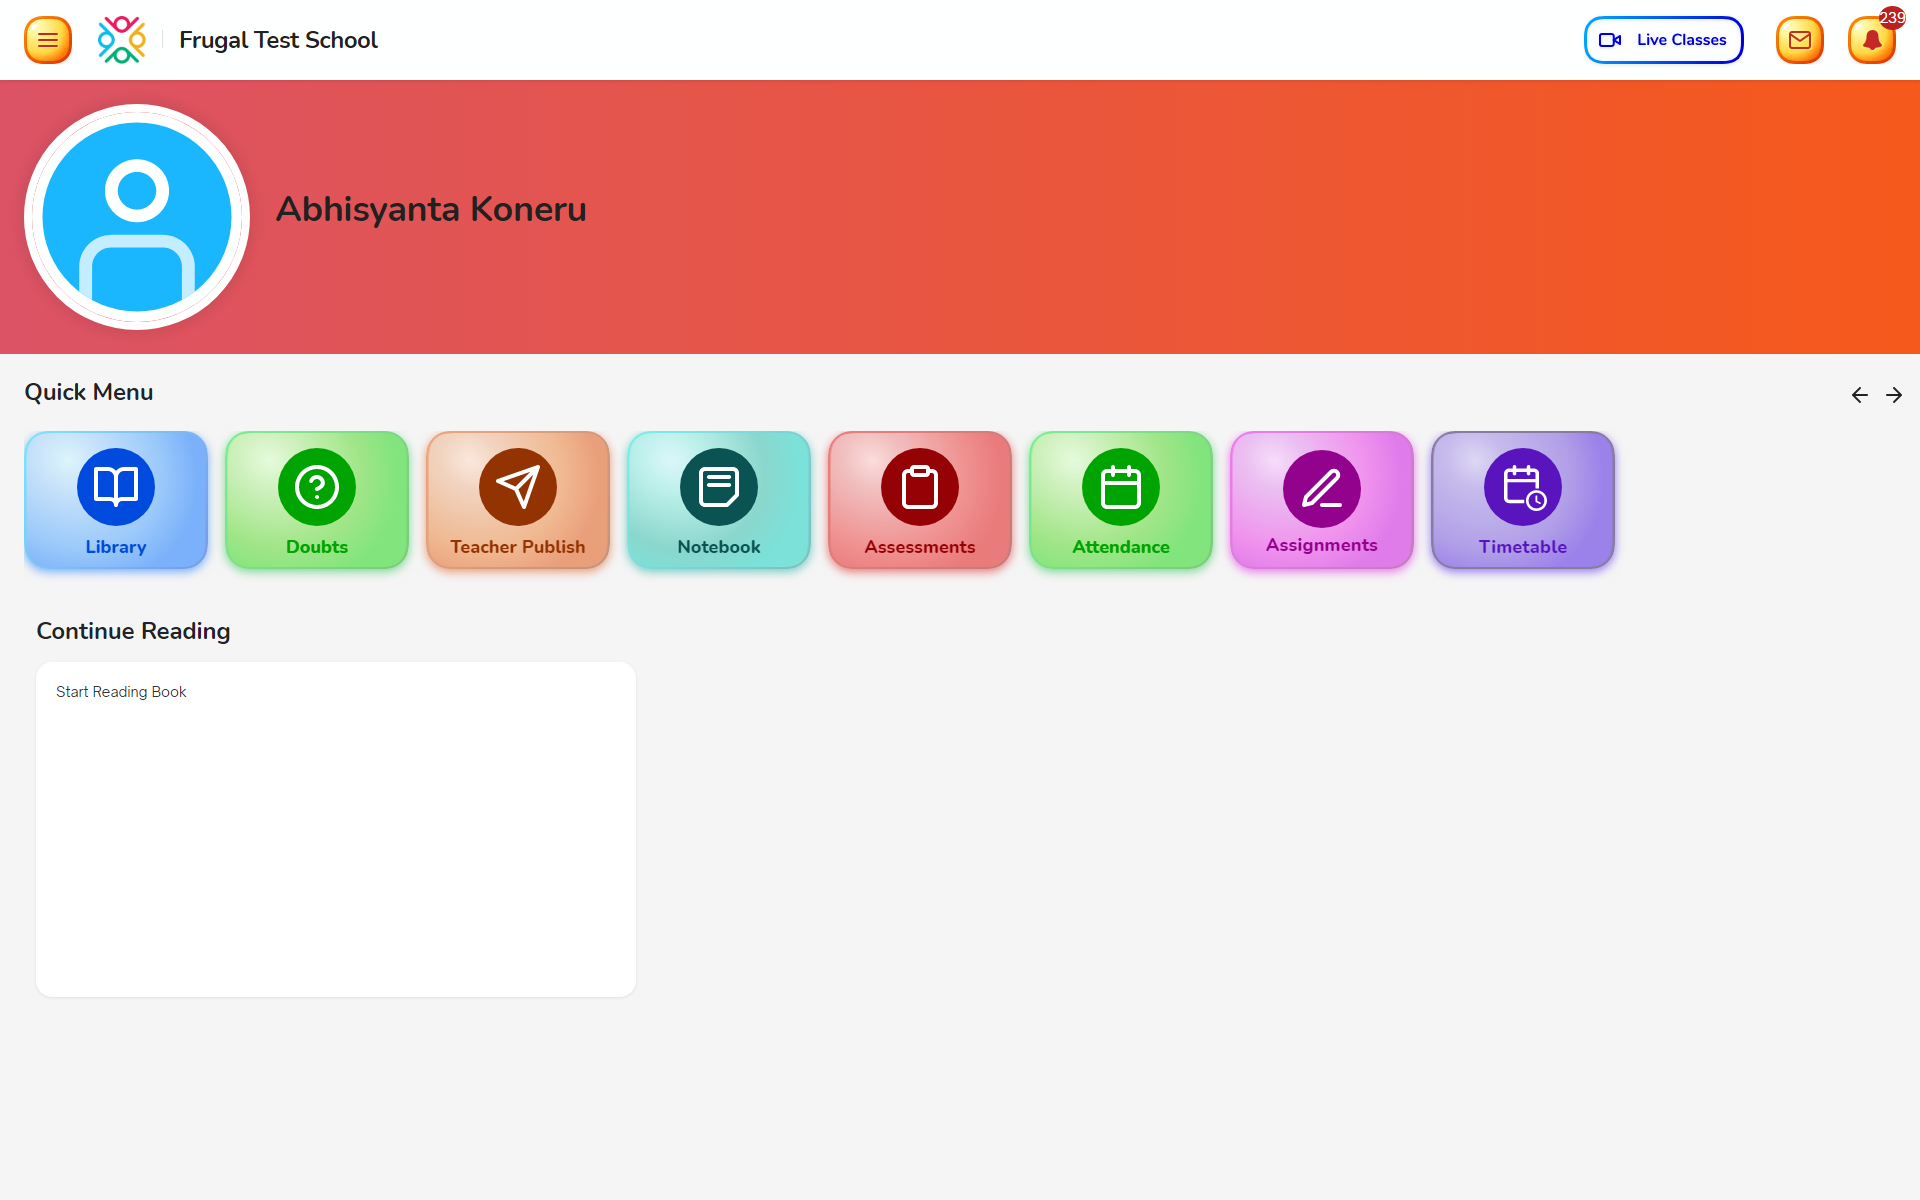 Frugal Test School
Live Classes
239
Abhisyanta Koneru
Quick Menu
Library
Doubts
Teacher Publish
Notebook
Assessments
Attendance
Assignments
Timetable
Continue Reading
Start Reading Book